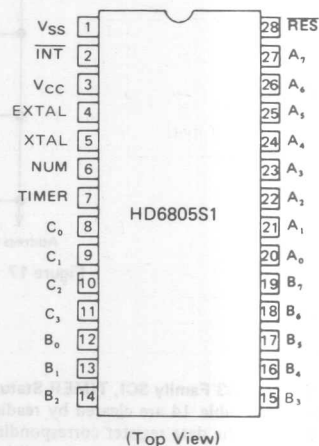 V_SS 1 28 R̅E̅S̅
I̅N̅T̅ 2 27 A₇
V_CC 3 26 A₆
EXTAL 4 25 A₅
XTAL 5 24 A₄
NUM 6 23 A₃
TIMER 7 22 A₂
HD6805S1
C₀ 8 21 A₁
C₁ 9 20 A₀
C₂ 10 19 B₇
C₃ 11 18 B₆
B₀ 12 17 B₅
B₁ 13 16 B₄
B₂ 14 15 B₃
(Top View)